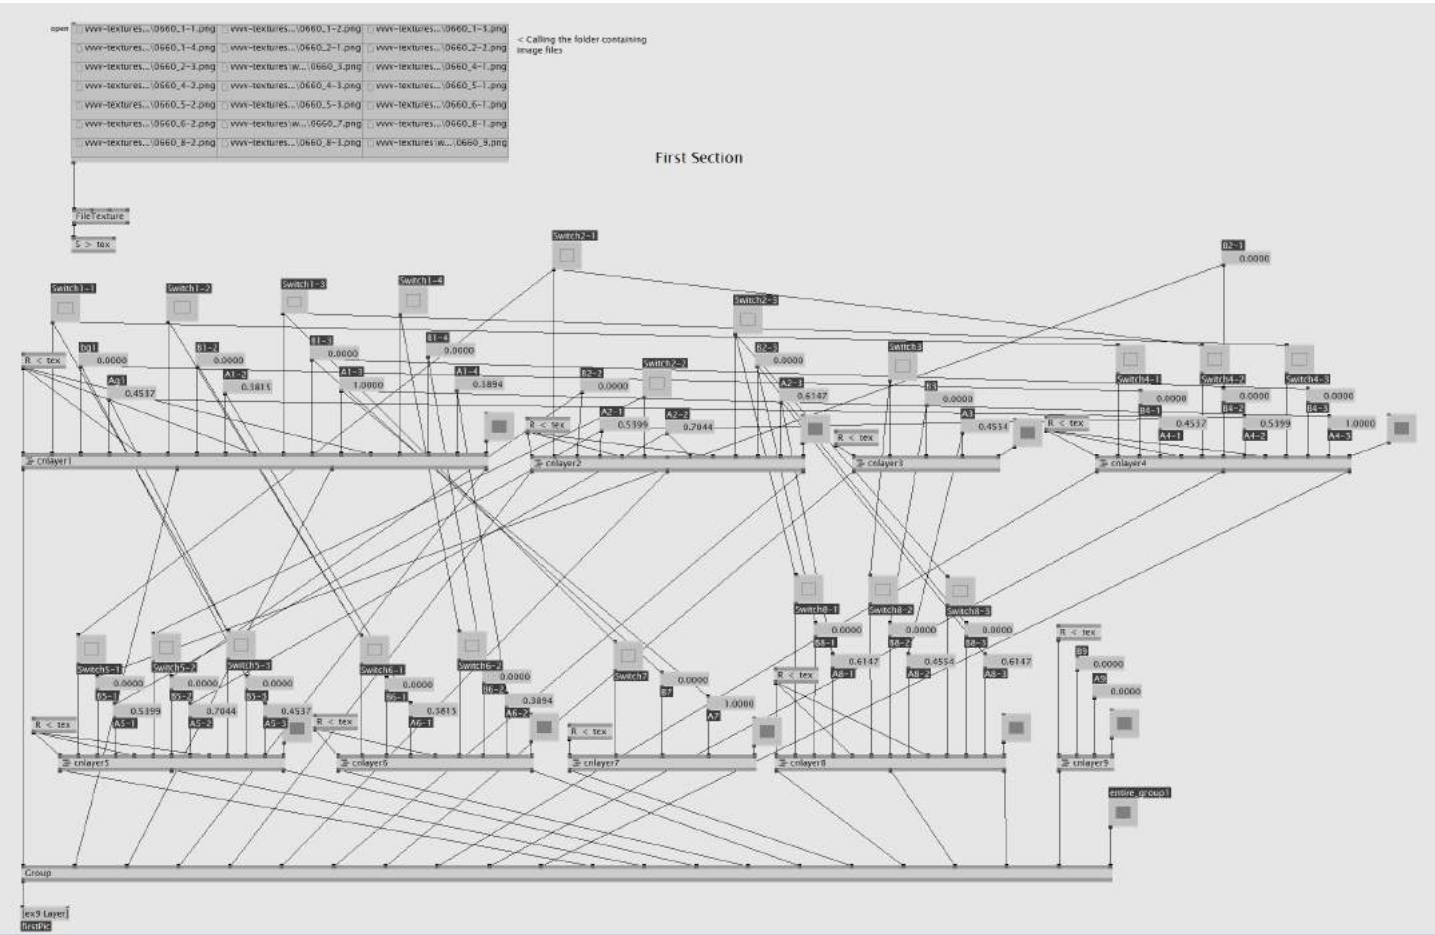 open
vvvv-textures...\0660_1-1.png vvvv-textures...\0660_1-2.png vvvv-textures...\0660_1-3.png
vvvv-textures...\0660_1-4.png vvvv-textures...\0660_2-1.png vvvv-textures...\0660_2-2.png
vvvv-textures...\0660_2-3.png vvvv-textures\w...\0660_3.png vvvv-textures...\0660_4-1.png
vvvv-textures...\0660_4-2.png vvvv-textures...\0660_4-3.png vvvv-textures...\0660_5-1.png
vvvv-textures...\0660_5-2.png vvvv-textures...\0660_5-3.png vvvv-textures...\0660_6-1.png
vvvv-textures...\0660_6-2.png vvvv-textures\w...\0660_7.png vvvv-textures...\0660_8-1.png
vvvv-textures...\0660_8-2.png vvvv-textures...\0660_8-3.png vvvv-textures\w...\0660_9.png
< Calling the folder containing
image files
First Section
FileTexture
S > tex
Switch2-1
B2-1
0.0000
Switch1-1
Switch1-2
Switch1-3
Switch1-4
Switch2-3
R < tex
bg1
0.0000
Ag1
0.4537
B1-2
0.0000
A1-2
0.3815
B1-3
0.0000
A1-3
1.0000
B1-4
0.0000
A1-4
0.3894
B2-2
0.0000
Switch2-2
B2-3
0.0000
A2-3
0.6147
Switch3
B3
0.0000
Switch4-1
Switch4-2
Switch4-3
R < tex
A2-1
0.5399
A2-2
0.7044
R < tex
A3
0.4554
R < tex
B4-1
0.0000
A4-1
0.4537
B4-2
0.0000
A4-2
0.5399
B4-3
0.0000
A4-3
1.0000
cnlayer1
cnlayer2
cnlayer3
cnlayer4
Switch8-1
Switch8-2
Switch8-3
B8-1
0.0000
B8-2
0.0000
B8-3
0.0000
A8-1
0.6147
A8-2
0.4554
A8-3
0.6147
R < tex
R < tex
B9
0.0000
A9
0.0000
Switch5-1
Switch5-2
Switch5-3
Switch6-1
Switch6-2
Switch7
B5-1
0.0000
B5-2
0.0000
B5-3
0.0000
B6-1
0.0000
B6-2
0.0000
B7
0.0000
A5-1
0.5399
A5-2
0.7044
A5-3
0.4537
A6-1
0.3815
A6-2
0.3894
A7
1.0000
R < tex
R < tex
R < tex
cnlayer5
cnlayer6
cnlayer7
cnlayer8
cnlayer9
entire_group1
Group
[ex9 Layer]
firstPic